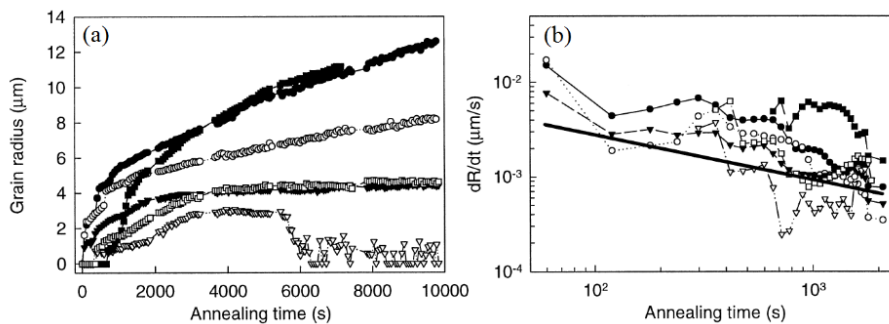 (a)
Grain radius (μm)
14
12
10
8
6
4
2
0
0 2000 4000 6000 8000 10000
Annealing time (s)
(b)
dR/dt (μm/s)
10⁻²
10⁻³
10⁻⁴
10² 10³
Annealing time (s)